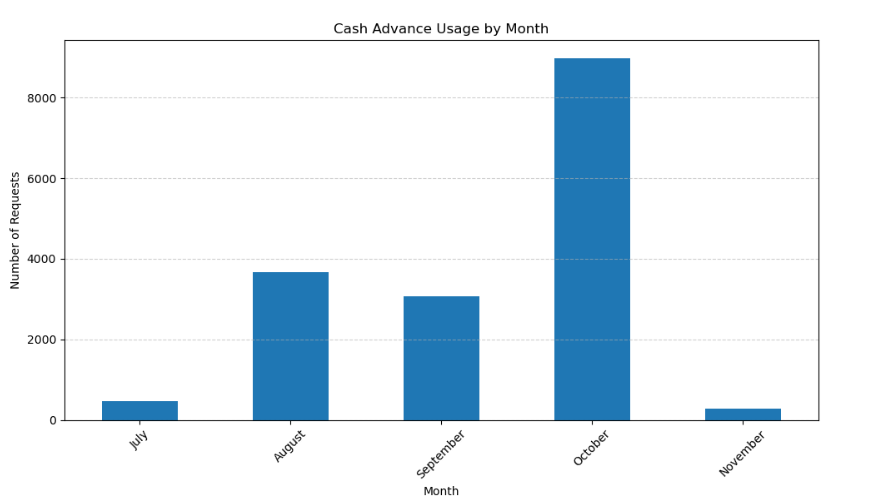 Cash Advance Usage by Month
Number of Requests
8000
6000
4000
2000
0
July
August
September
October
November
Month